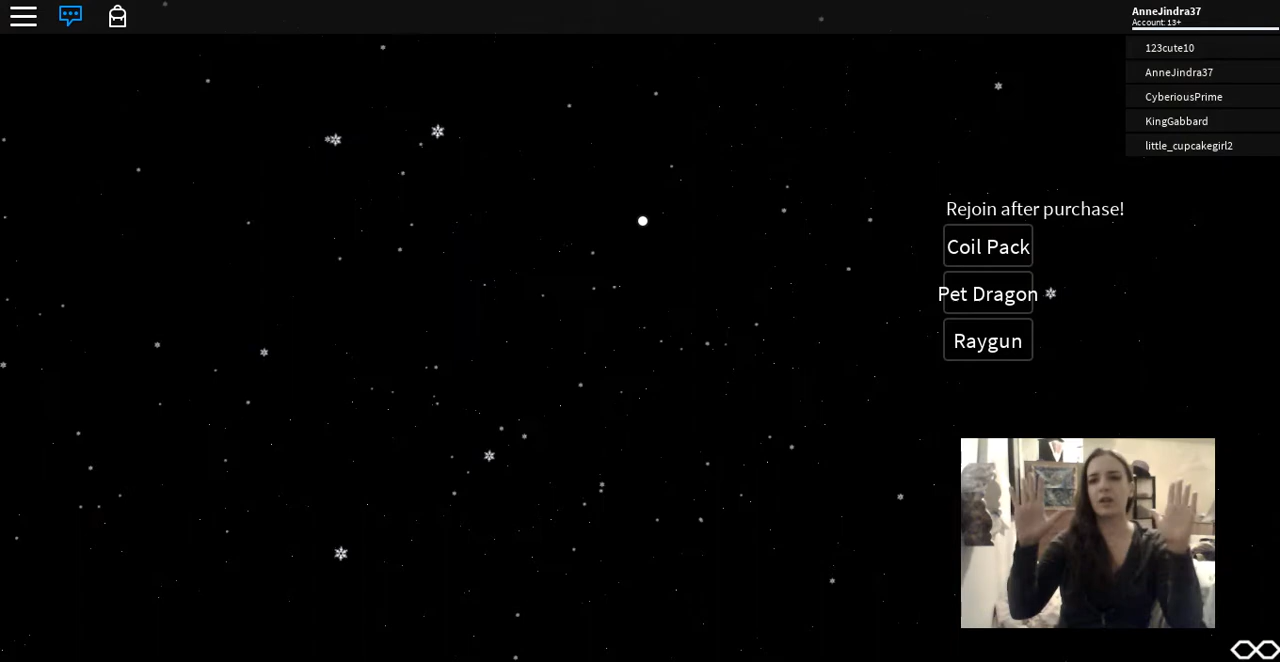 AnneJindra37
Account: 13+
123cute10
AnneJindra37
CyberiousPrime
KingGabbard
little_cupcakegirl2
Rejoin after purchase!
Coil Pack
Pet Dragon
Raygun